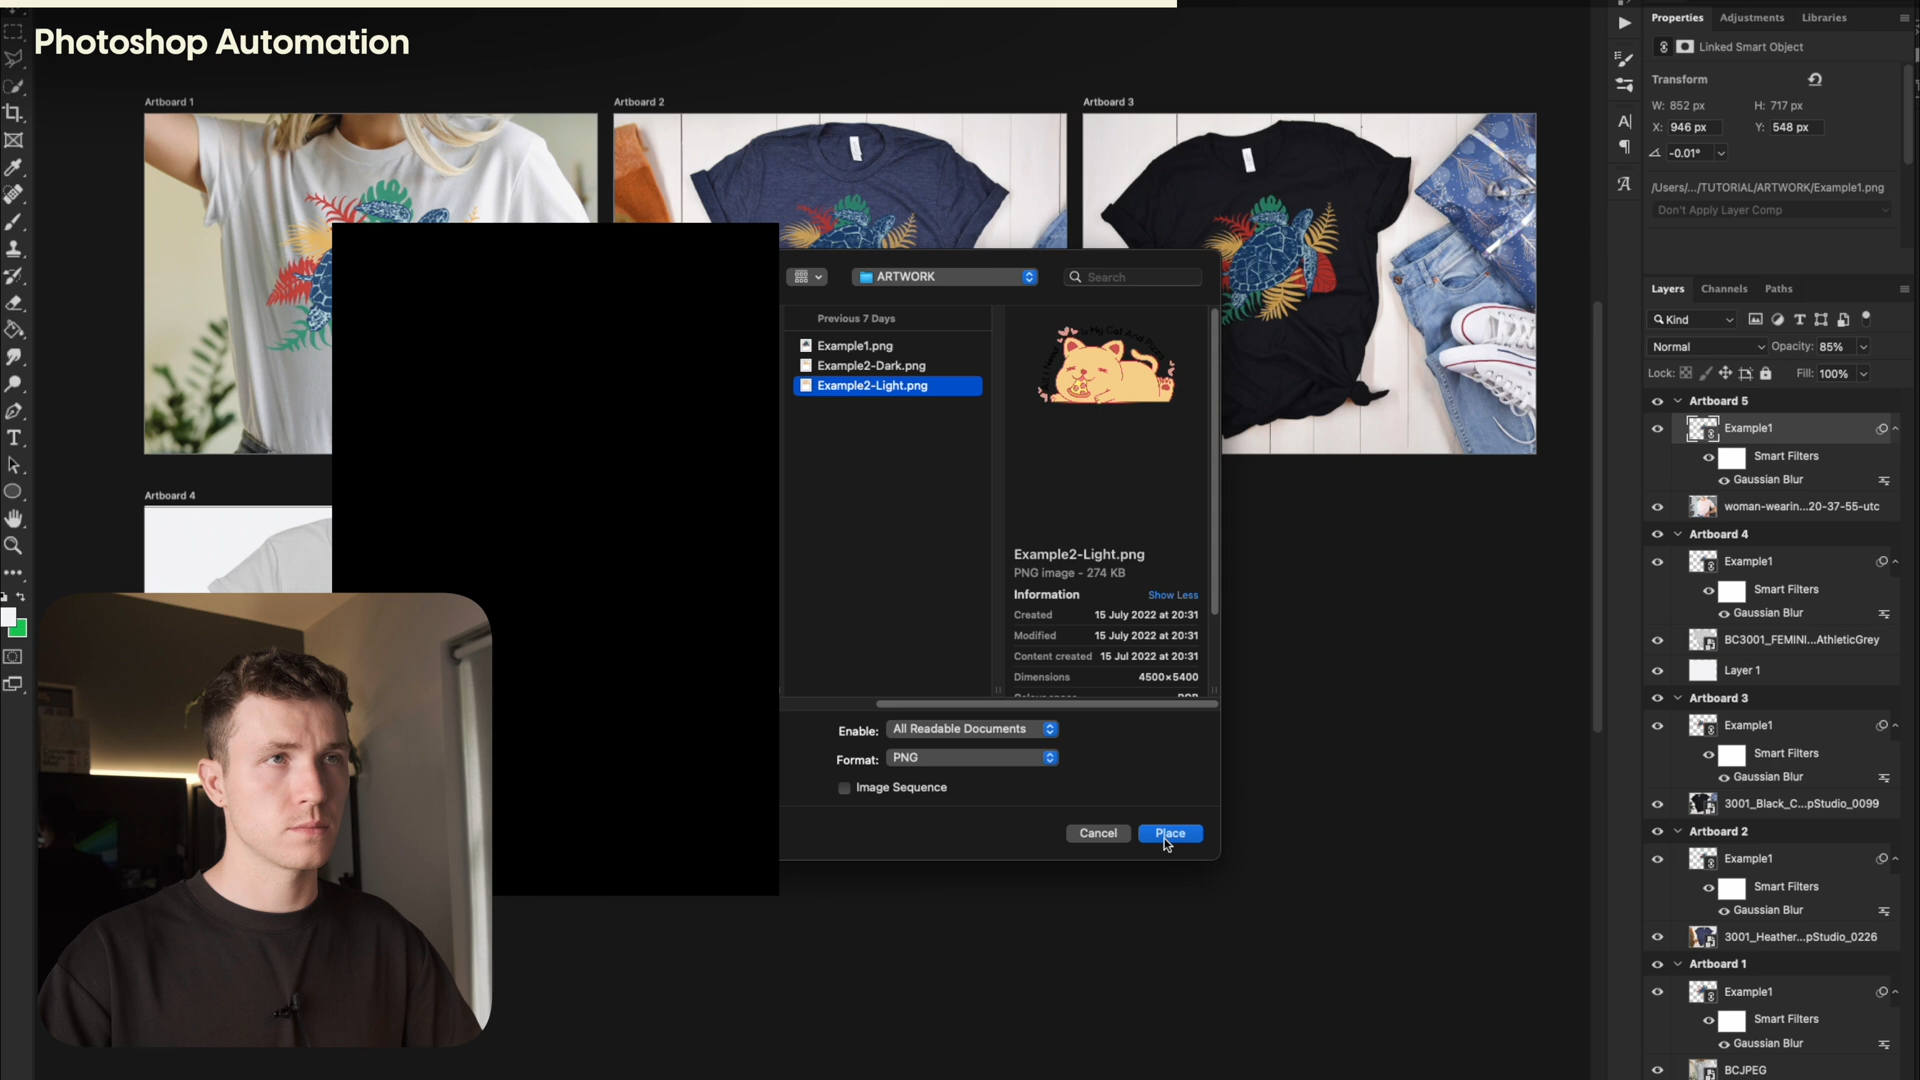 Photoshop Automation
Artboard 1
Artboard 2
Artboard 3
Artboard 4
ARTWORK
Search
Previous 7 Days
Example1.png
Example2-Dark.png
Example2-Light.png
Is My Cat And Pizza
Example2-Light.png
PNG image - 274 KB
Information
Show Less
Created
15 July 2022 at 20:31
Modified
15 July 2022 at 20:31
Content created
15 Jul 2022 at 20:31
Dimensions
4500×5400
Enable:
All Readable Documents
Format:
PNG
Image Sequence
Cancel
Place
Properties
Adjustments
Libraries
Linked Smart Object
Transform
W: 852 px
H: 717 px
X: 946 px
Y: 548 px
-0.01°
/Users/.../TUTORIAL/ARTWORK/Example1.png
Don't Apply Layer Comp
Layers
Channels
Paths
Kind
Normal
Opacity: 85%
Lock:
Fill: 100%
Artboard 5
Example1
Smart Filters
Gaussian Blur
woman-wearin...20-37-55-utc
Artboard 4
Example1
Smart Filters
Gaussian Blur
BC3001_FEMINI...AthleticGrey
Layer 1
Artboard 3
Example1
Smart Filters
Gaussian Blur
3001_Black_C...pStudio_0099
Artboard 2
Example1
Smart Filters
Gaussian Blur
3001_Heather...pStudio_0226
Artboard 1
Example1
Smart Filters
Gaussian Blur
BCJPEG